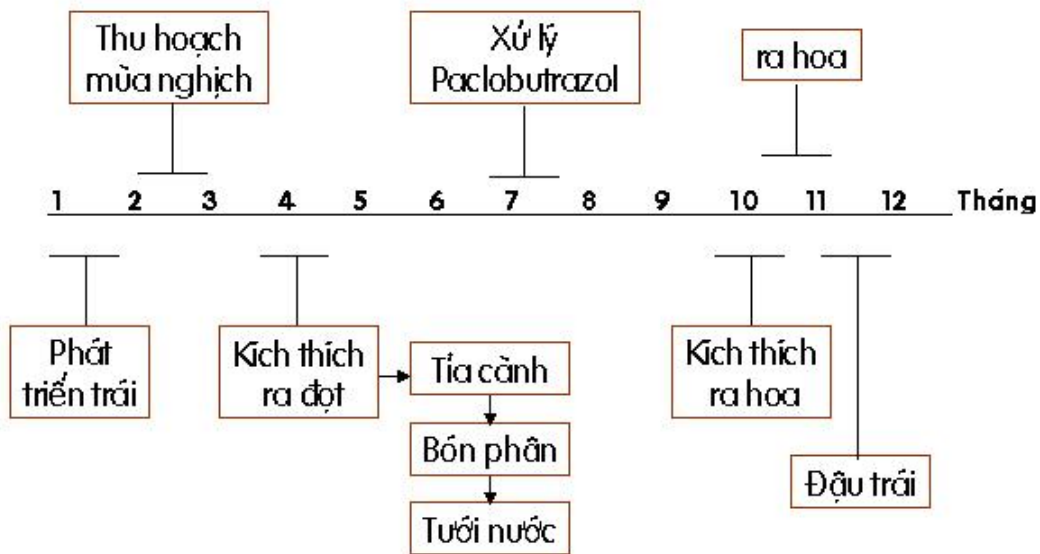 Thu hoạch
mùa nghịch
Xử lý
Paclobutrazol
ra hoa
1 2 3 4 5 6 7 8 9 10 11 12 Tháng
Phát
triển trái
Kích thích
ra đọt
Tỉa cành
Bón phân
Tưới nước
Kích thích
ra hoa
Đậu trái